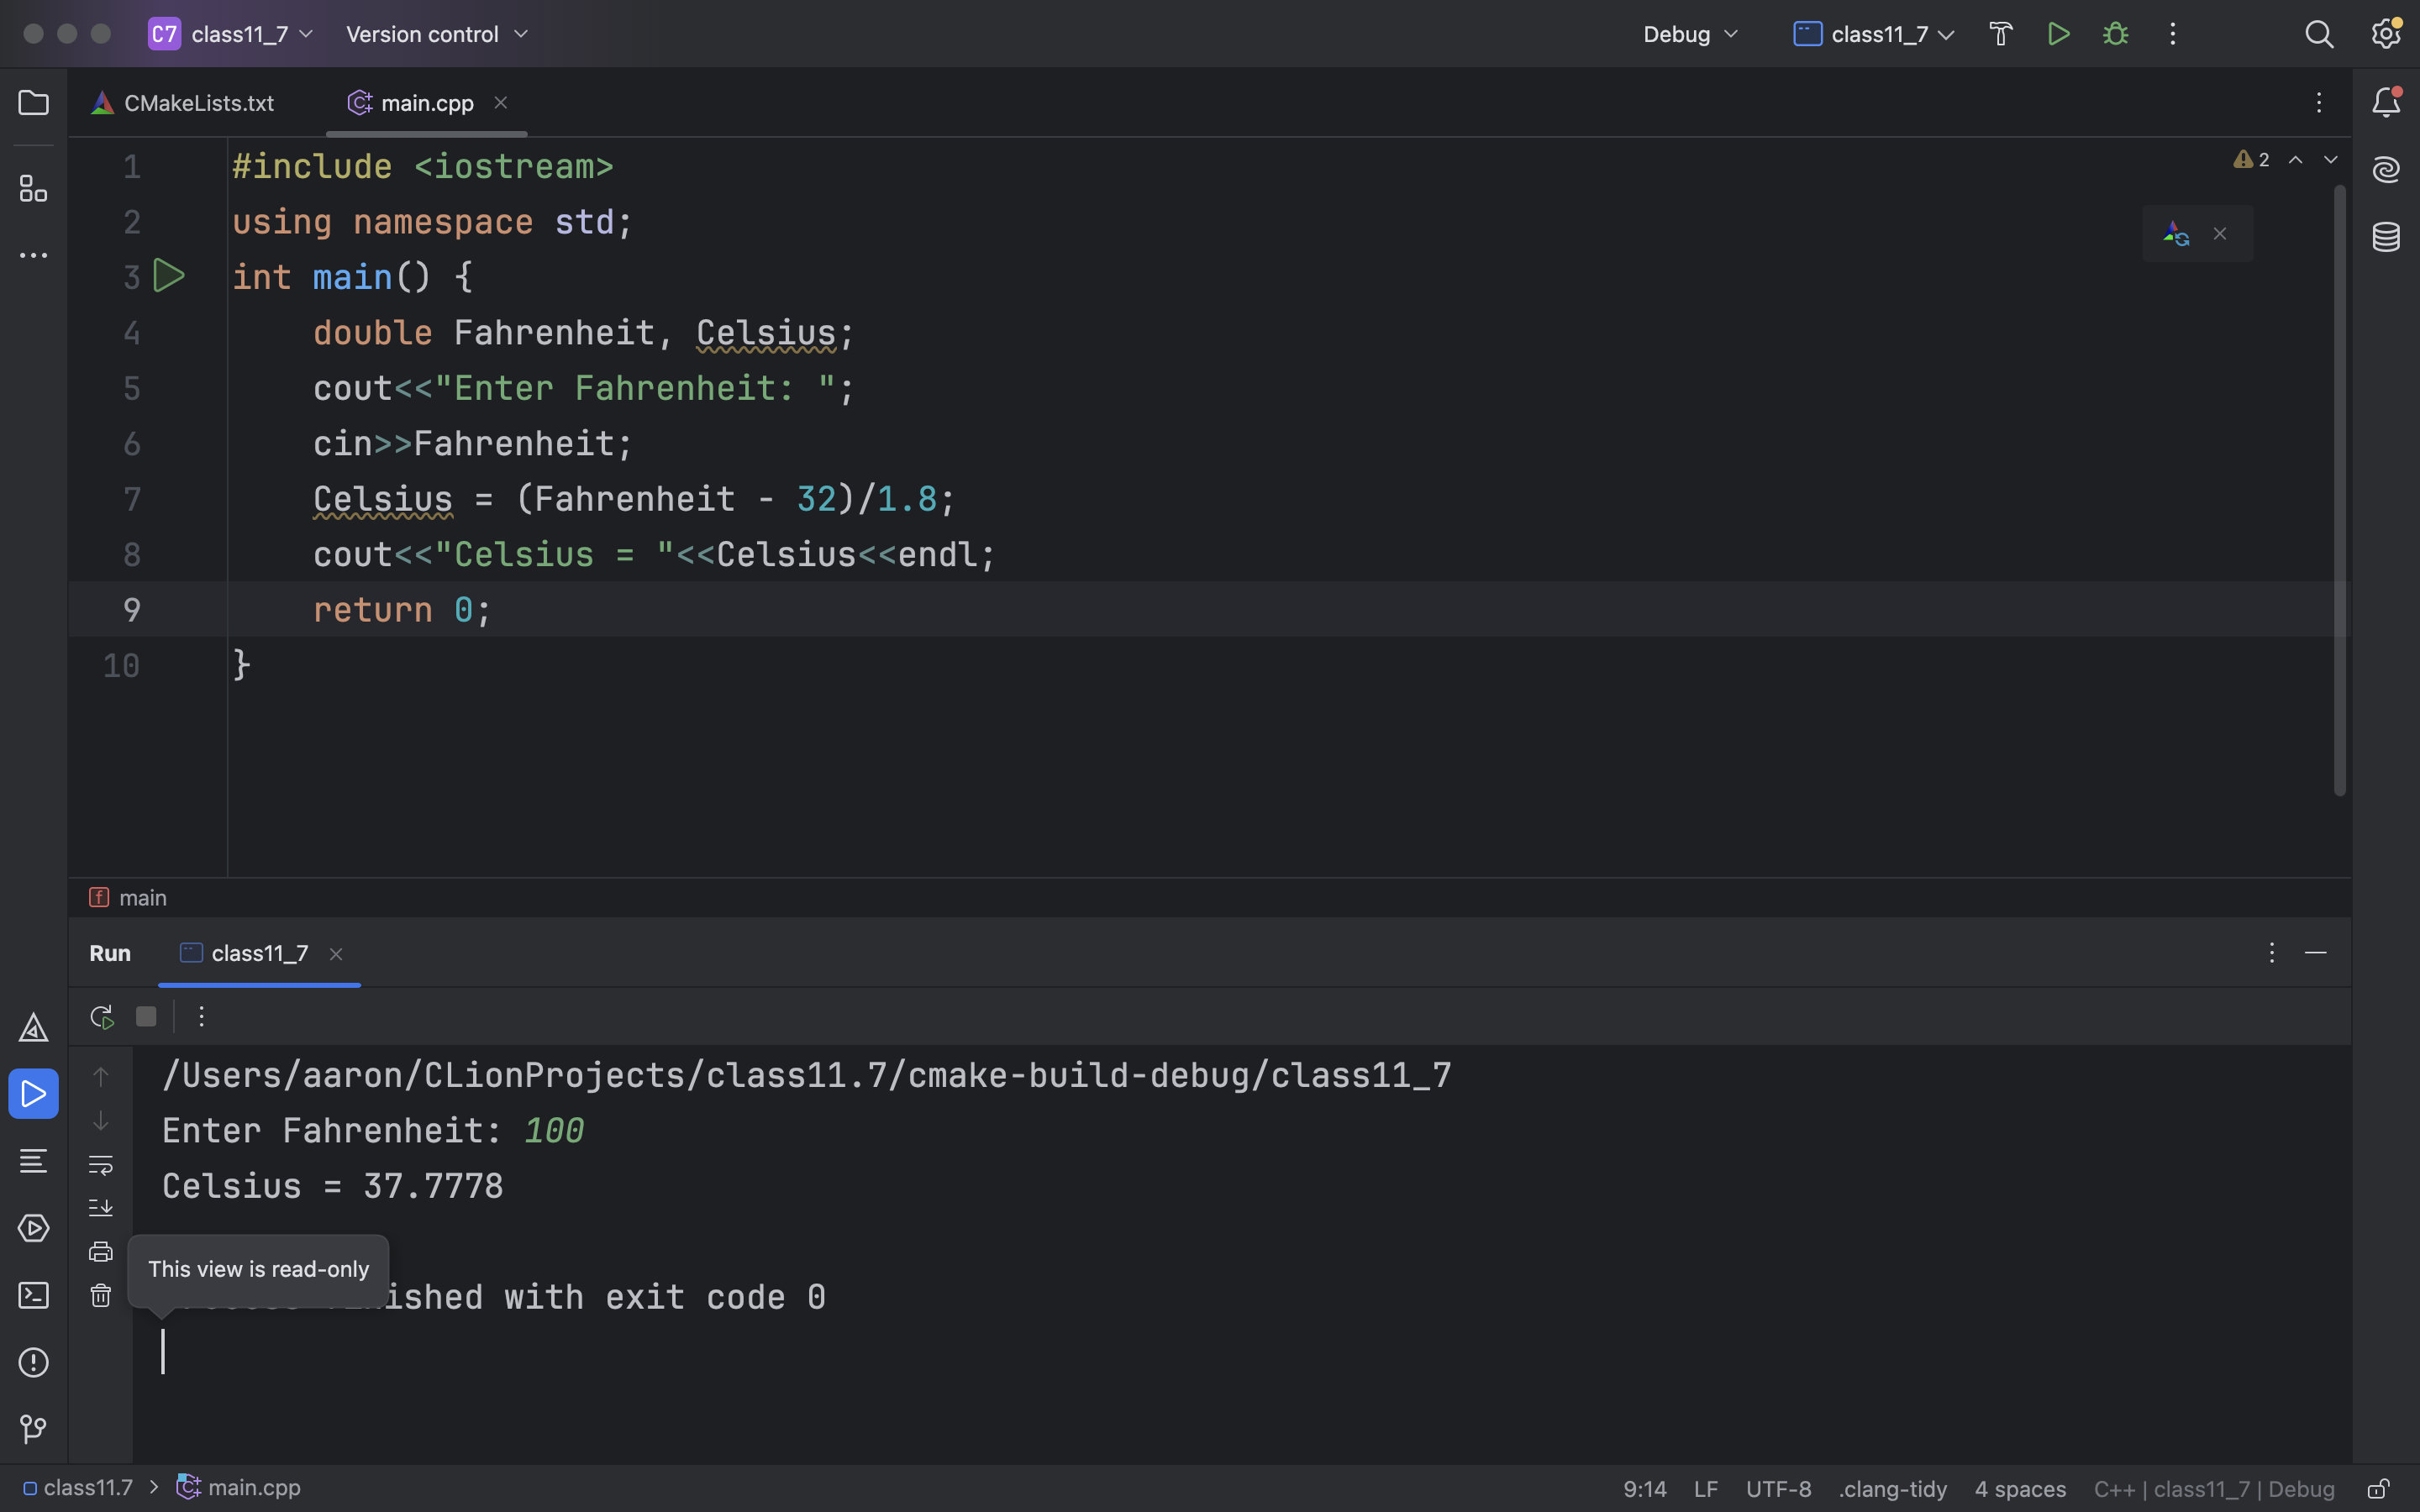 C7 class11_7 Version control Debug class11_7
CMakeLists.txt main.cpp
2
1 #include <iostream>
2 using namespace std;
3 int main() {
4 double Fahrenheit, Celsius;
5 cout<<"Enter Fahrenheit: ";
6 cin>>Fahrenheit;
7 Celsius = (Fahrenheit - 32)/1.8;
8 cout<<"Celsius = "<<Celsius<<endl;
9 return 0;
10 }
f main
Run class11_7
/Users/aaron/CLionProjects/class11.7/cmake-build-debug/class11_7
Enter Fahrenheit: 100
Celsius = 37.7778
This view is read-only
ished with exit code 0
class11.7 > main.cpp 9:14 LF UTF-8 .clang-tidy 4 spaces C++ | class11_7 | Debug